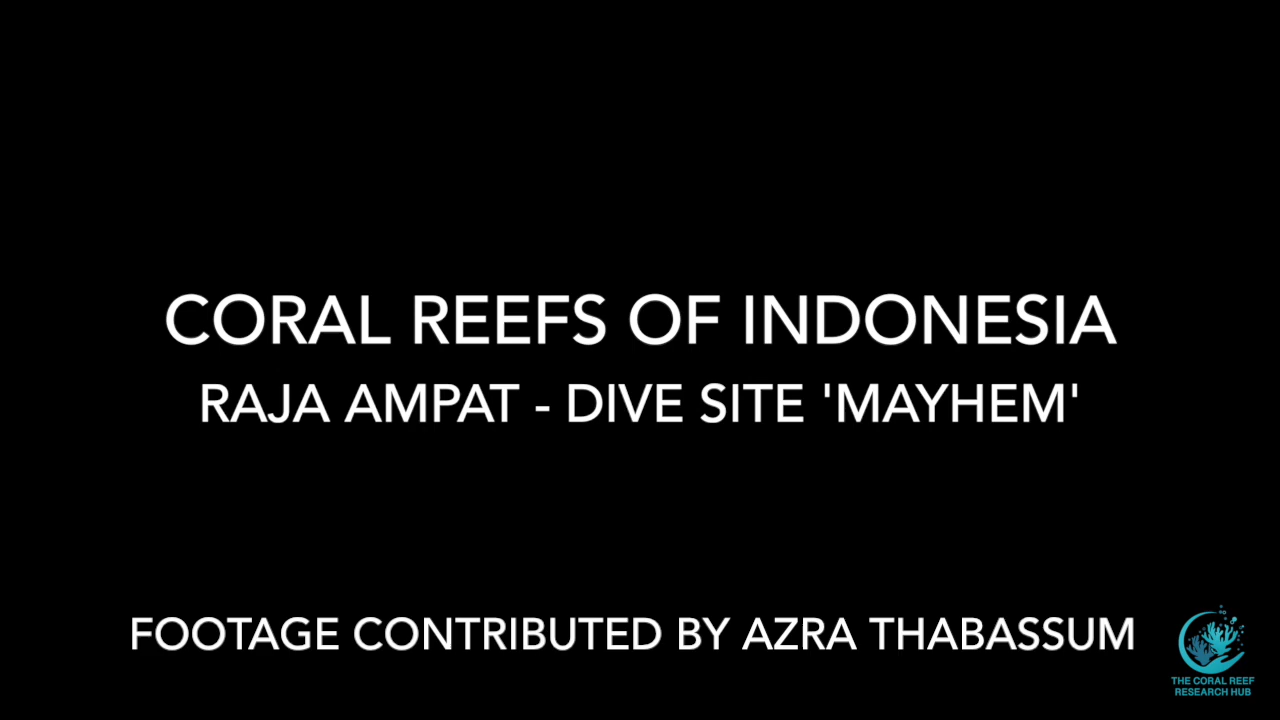 CORAL REEFS OF INDONESIA
RAJA AMPAT - DIVE SITE 'MAYHEM'
FOOTAGE CONTRIBUTED BY AZRA THABASSUM
THE CORAL REEF
RESEARCH HUB